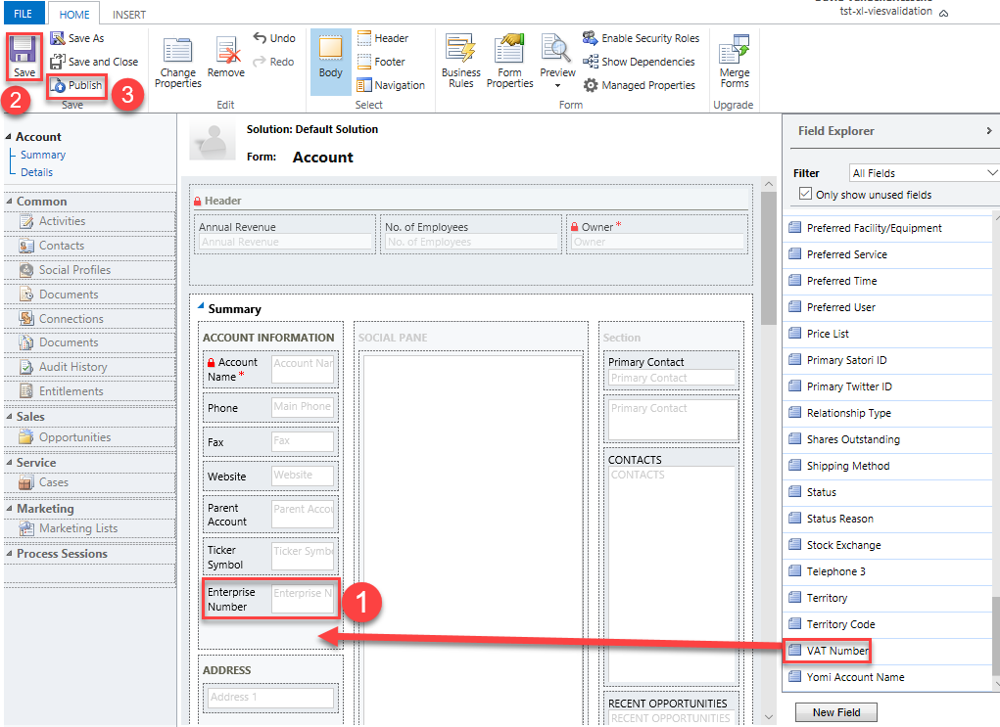 FILE
HOME
INSERT
tst-xl-viesvalidation
Save
Save As
Save and Close
Publish
Save
2
3
Change
Properties
Remove
Undo
Redo
Edit
Body
Header
Footer
Navigation
Select
Business
Rules
Form
Properties
Preview
Enable Security Roles
Show Dependencies
Managed Properties
Form
Merge
Forms
Upgrade
Account
Summary
Details
Common
Activities
Contacts
Social Profiles
Documents
Connections
Documents
Audit History
Entitlements
Sales
Opportunities
Service
Cases
Marketing
Marketing Lists
Process Sessions
Solution: Default Solution
Form: Account
Header
Annual Revenue
Annual Revenue
No. of Employees
No. of Employees
Owner *
Owner
Summary
ACCOUNT INFORMATION
Account
Name *
Account Nar
Phone
Main Phone
Fax
Fax
Website
Website
Parent
Account
Parent Accou
Ticker
Symbol
Ticker Symbo
Enterprise
Number
Enterprise N
1
ADDRESS
Address 1
SOCIAL PANE
Section
Primary Contact
Primary Contact
Primary Contact
CONTACTS
CONTACTS
RECENT OPPORTUNITIES
RECENT OPPORTUNITIES
Field Explorer
Filter
All Fields
Only show unused fields
Preferred Facility/Equipment
Preferred Service
Preferred Time
Preferred User
Price List
Primary Satori ID
Primary Twitter ID
Relationship Type
Shares Outstanding
Shipping Method
Status
Status Reason
Stock Exchange
Telephone 3
Territory
Territory Code
VAT Number
Yomi Account Name
New Field